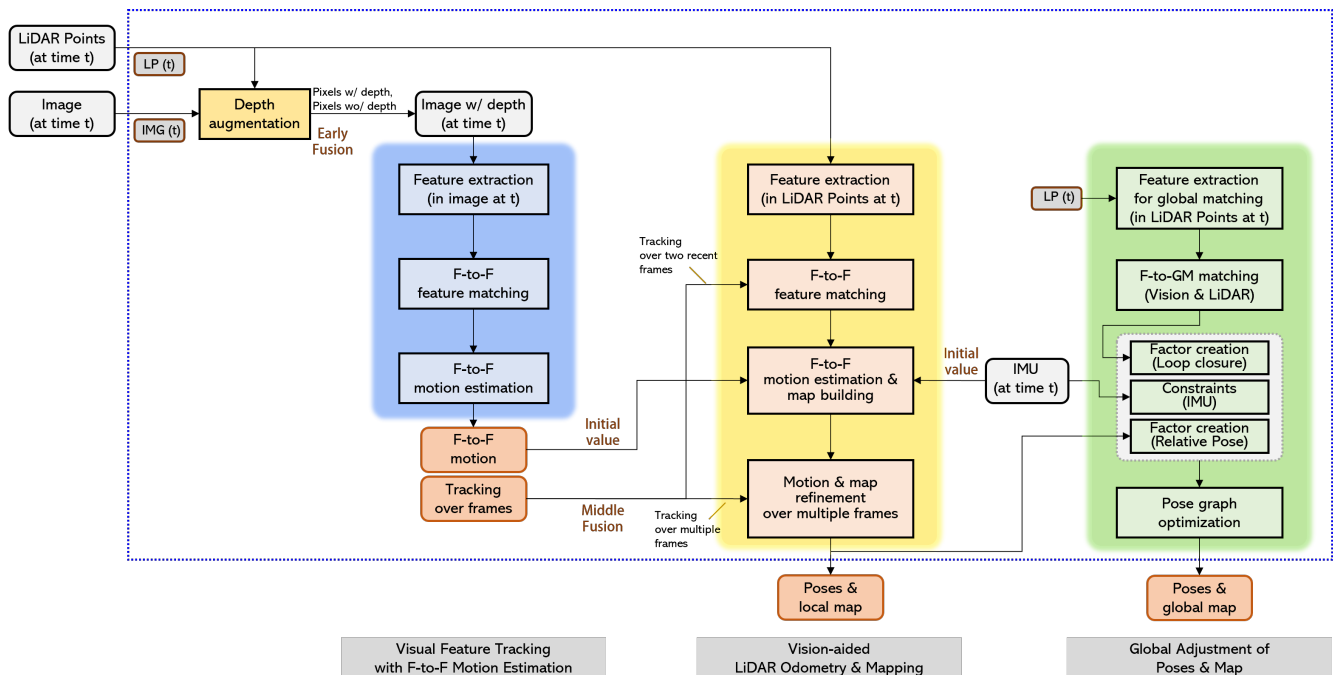 LiDAR Points
(at time t)
LP (t)
Image
(at time t)
IMG (t)
Depth
augmentation
Pixels w/ depth,
Pixels wo/ depth
Early
Fusion
Image w/ depth
(at time t)
Feature extraction
(in image at t)
F-to-F
feature matching
F-to-F
motion estimation
F-to-F
motion
Tracking
over frames
Initial
value
Middle
Fusion
Tracking
over two recent
frames
Tracking
over multiple
frames
Feature extraction
(in LiDAR Points at t)
F-to-F
feature matching
F-to-F
motion estimation &
map building
Motion & map
refinement
over multiple frames
Poses &
local map
Initial
value
IMU
(at time t)
LP (t)
Feature extraction
for global matching
(in LiDAR Points at t)
F-to-GM matching
(Vision & LiDAR)
Factor creation
(Loop closure)
Constraints
(IMU)
Factor creation
(Relative Pose)
Pose graph
optimization
Poses &
global map
Visual Feature Tracking
with F-to-F Motion Estimation
Vision-aided
LiDAR Odometry & Mapping
Global Adjustment of
Poses & Map